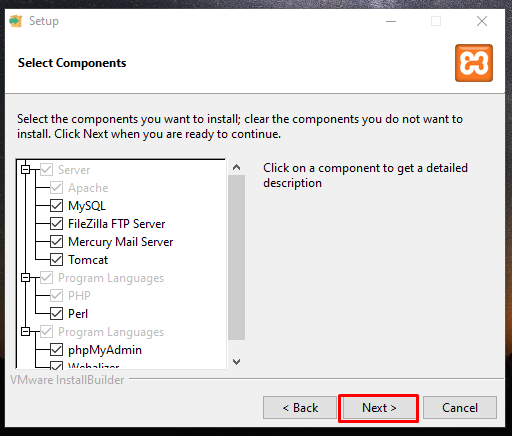 Setup
Select Components
Select the components you want to install; clear the components you do not want to
install. Click Next when you are ready to continue.
Server
Apache
MySQL
FileZilla FTP Server
Mercury Mail Server
Tomcat
Program Languages
PHP
Perl
Program Languages
phpMyAdmin
Webalizer
Click on a component to get a detailed
description
VMware InstallBuilder
< Back
Next >
Cancel